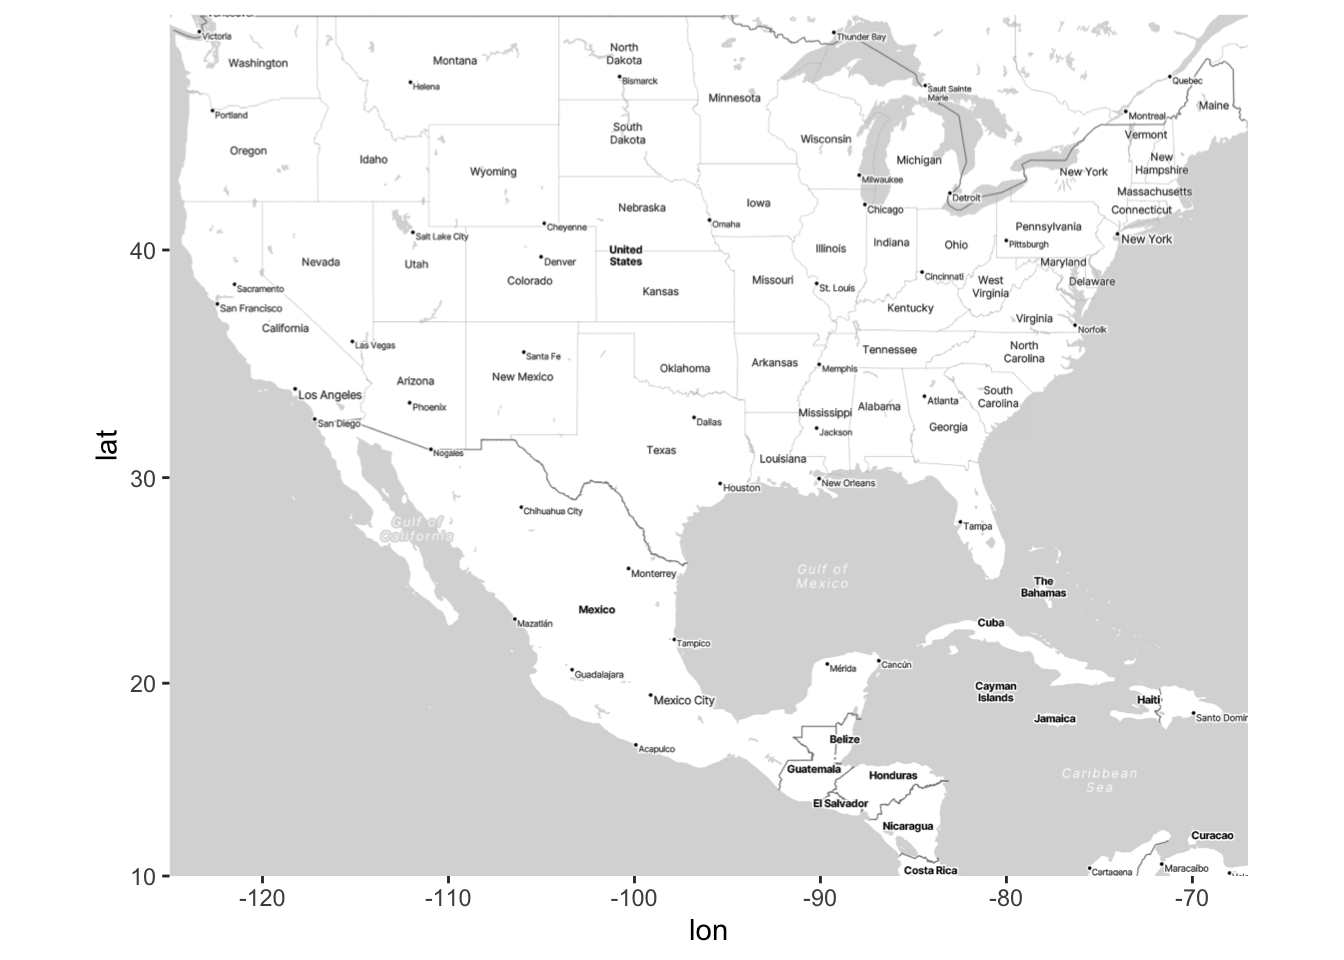 Vancouver
Victoria
Washington
Montana
North
Dakota
Thunder Bay
Helena
Bismarck
Quebec
Sault Sainte
Marie
Minnesota
Maine
Portland
Montreal
South
Dakota
Vermont
Wisconsin
Oregon
Idaho
Michigan
New
Hampshire
Wyoming
New York
Milwaukee
Massachusetts
Detroit
Iowa
Nebraska
Chicago
Connecticut
Omaha
Cheyenne
Pennsylvania
Salt Lake City
New York
Indiana
Ohio
Pittsburgh
Illinois
40
United
States
Nevada
Utah
Denver
Maryland
Colorado
Missouri
Cincinnati
West
Virginia
Delaware
Sacramento
Kansas
St. Louis
San Francisco
Kentucky
Virginia
California
Norfolk
Las Vegas
Santa Fe
Tennessee
North
Carolina
Oklahoma
Arkansas
Memphis
New Mexico
Arizona
Los Angeles
South
Carolina
Phoenix
Alabama
Atlanta
Mississippi
San Diego
Dallas
Georgia
Jackson
lat
Nogales
Texas
Louisiana
30
Houston
New Orleans
Chihuahua City
Gulf of
California
Tampa
Gulf of
Mexico
Monterrey
The
Bahamas
Mexico
Mazatlán
Cuba
Tampico
Mérida
Cancún
Guadalajara
20
Cayman
Islands
Mexico City
Haiti
Jamaica
Santo Domin
Belize
Acapulco
Guatemala
Honduras
Caribbean
Sea
El Salvador
Nicaragua
Curacao
Costa Rica
Cartagena
Maracaibo
10
-120
-110
-100
-90
-80
-70
lon